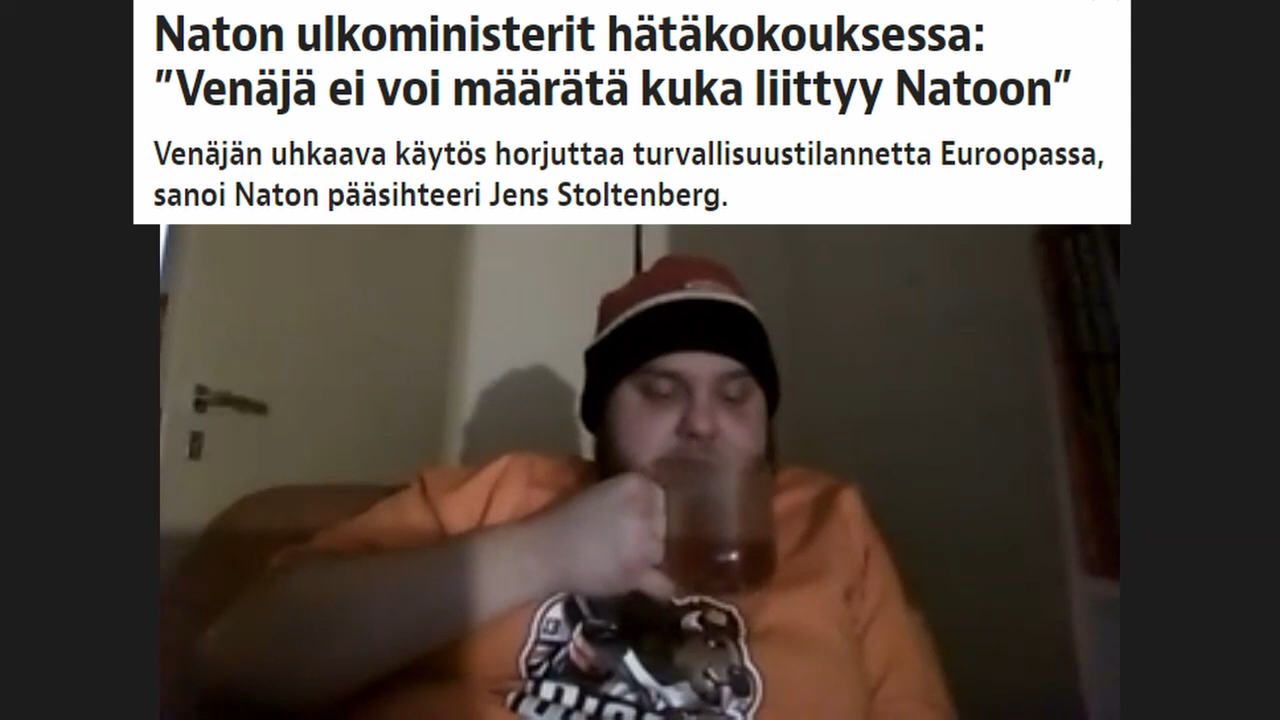 Naton ulkoministerit hätäkokouksessa:
"Venäjä ei voi määrätä kuka liittyy Natoon"
Venäjän uhkaava käytös horjuttaa turvallisuustilannetta Euroopassa,
sanoi Naton pääsihteeri Jens Stoltenberg.